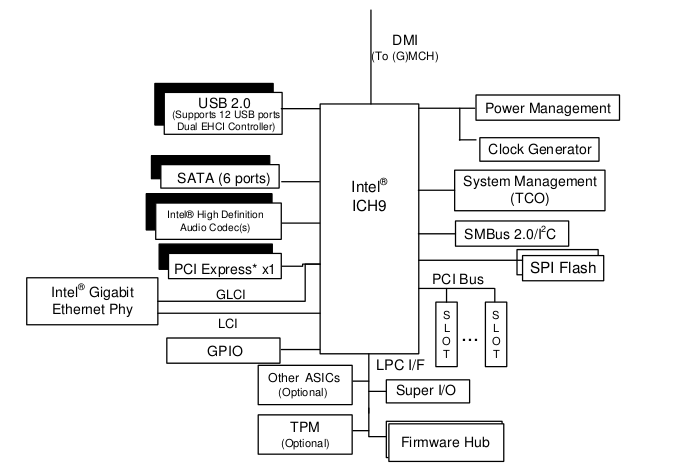 DMI
(To (G)MCH)
USB 2.0
(Supports 12 USB ports
Dual EHCI Controller)
SATA (6 ports)
Intel® High Definition
Audio Codec(s)
PCI Express* x1
Intel® Gigabit
Ethernet Phy
GLCI
LCI
GPIO
Intel®
ICH9
Power Management
Clock Generator
System Management
(TCO)
SMBus 2.0/I²C
SPI Flash
PCI Bus
SLOT
...
SLOT
LPC I/F
Other ASICs
(Optional)
Super I/O
TPM
(Optional)
Firmware Hub